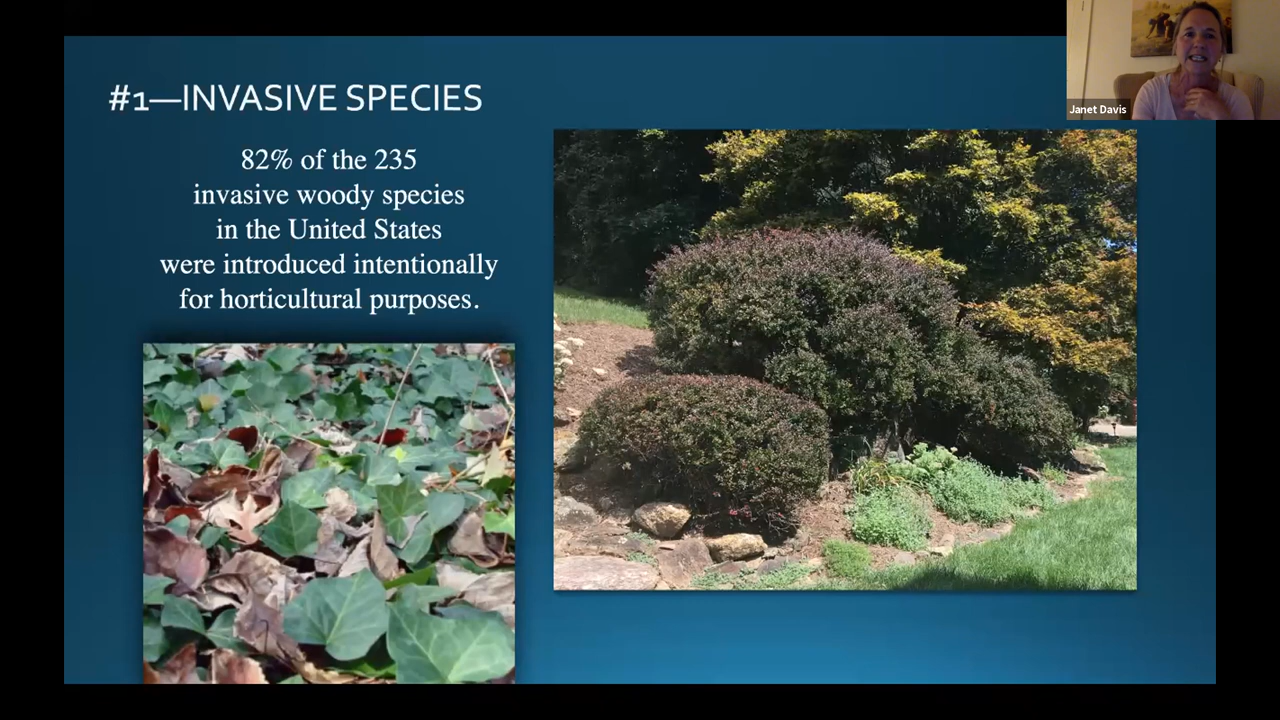 #1—INVASIVE SPECIES
82% of the 235
invasive woody species
in the United States
were introduced intentionally
for horticultural purposes.
Janet Davis